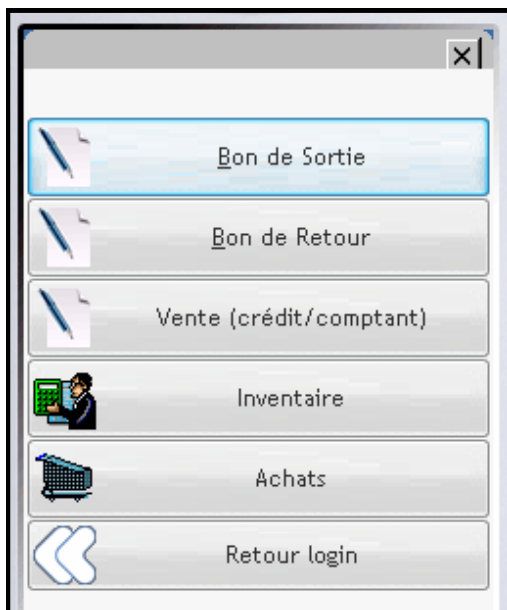 Bon de Sortie
Bon de Retour
Vente (crédit/comptant)
Inventaire
Achats
Retour login